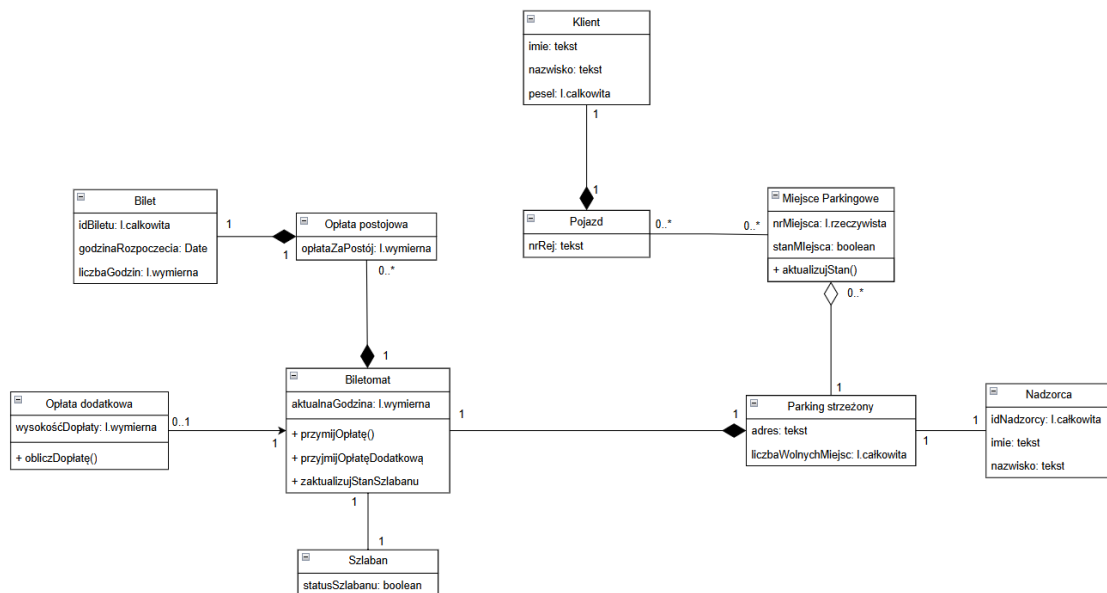 Klient
imie: tekst
nazwisko: tekst
pesel: l.calkowita
1
1
Bilet
idBiletu: l.calkowita
godzinaRozpoczecia: Date
liczbaGodzin: l.wymierna
1
1
Opłata postojowa
opłataZaPostój: l.wymierna
0..*
Pojazd
nrRej: tekst
0..*
0..*
Miejsce Parkingowe
nrMiejsca: l.rzeczywista
stanMIejsca: boolean
+ aktualizujStan()
0..*
1
1
Biletomat
aktualnaGodzina: l.wymierna
+ przymijOpłatę()
+ przyjmijOpłatęDodatkową
+ zaktualizujStanSzlabanu
Opłata dodatkowa
wysokośćDopłaty: l.wymierna
+ obliczDopłatę()
0..1
1
1
1
Parking strzeżony
adres: tekst
liczbaWolnychMiejsc: l.całkowita
1
1
Nadzorca
idNadzorcy: l.całkowita
imie: tekst
nazwisko: tekst
1
1
Szlaban
statusSzlabanu: boolean